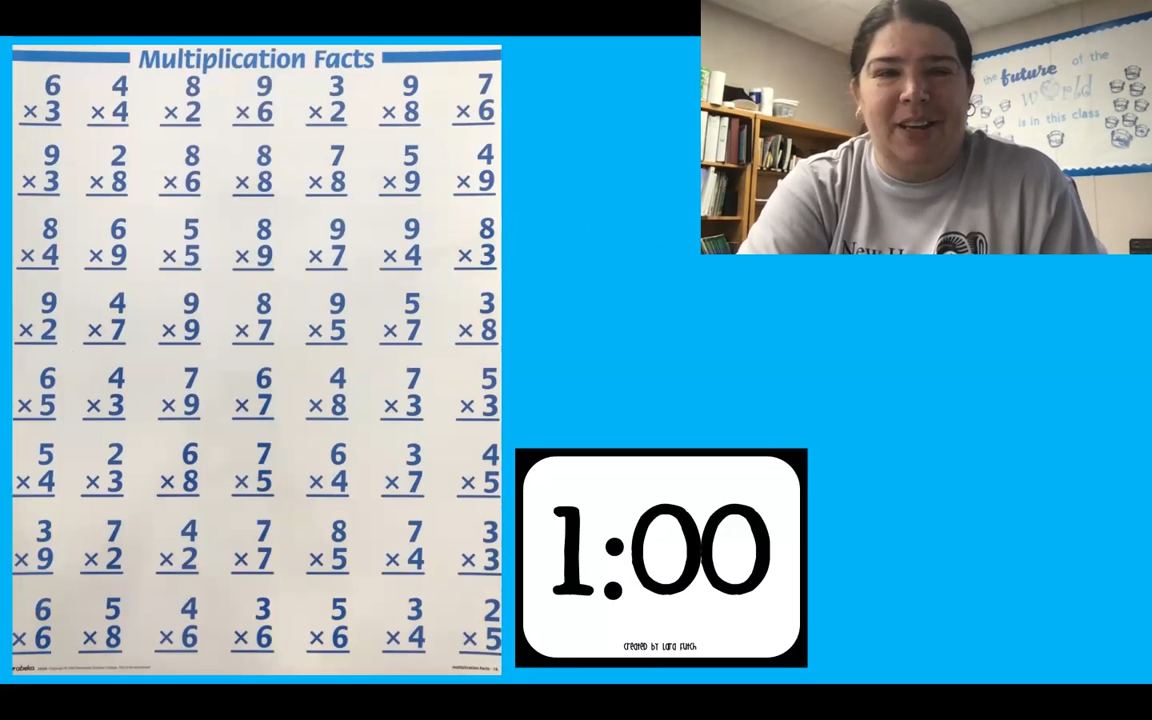 Multiplication Facts
6 4 8 9 3 9 7
×3 ×4 ×2 ×6 ×2 ×8 ×6
9 2 8 8 7 5 4
×3 ×8 ×6 ×8 ×8 ×9 ×9
8 6 5 8 9 9 8
×4 ×9 ×5 ×9 ×7 ×4 ×3
9 4 9 8 9 5 3
×2 ×7 ×9 ×7 ×5 ×7 ×8
6 4 7 6 4 7 5
×5 ×3 ×9 ×7 ×8 ×3 ×3
5 2 6 7 6 3 4
×4 ×3 ×8 ×5 ×4 ×7 ×5
3 7 4 7 8 7 3
×9 ×2 ×2 ×7 ×5 ×4 ×3
6 5 4 3 5 3 2
×6 ×8 ×6 ×6 ×6 ×4 ×5
abeka
Multiplication Facts
the future of the
world
is in this class
New
1:00
created by Lara Futch